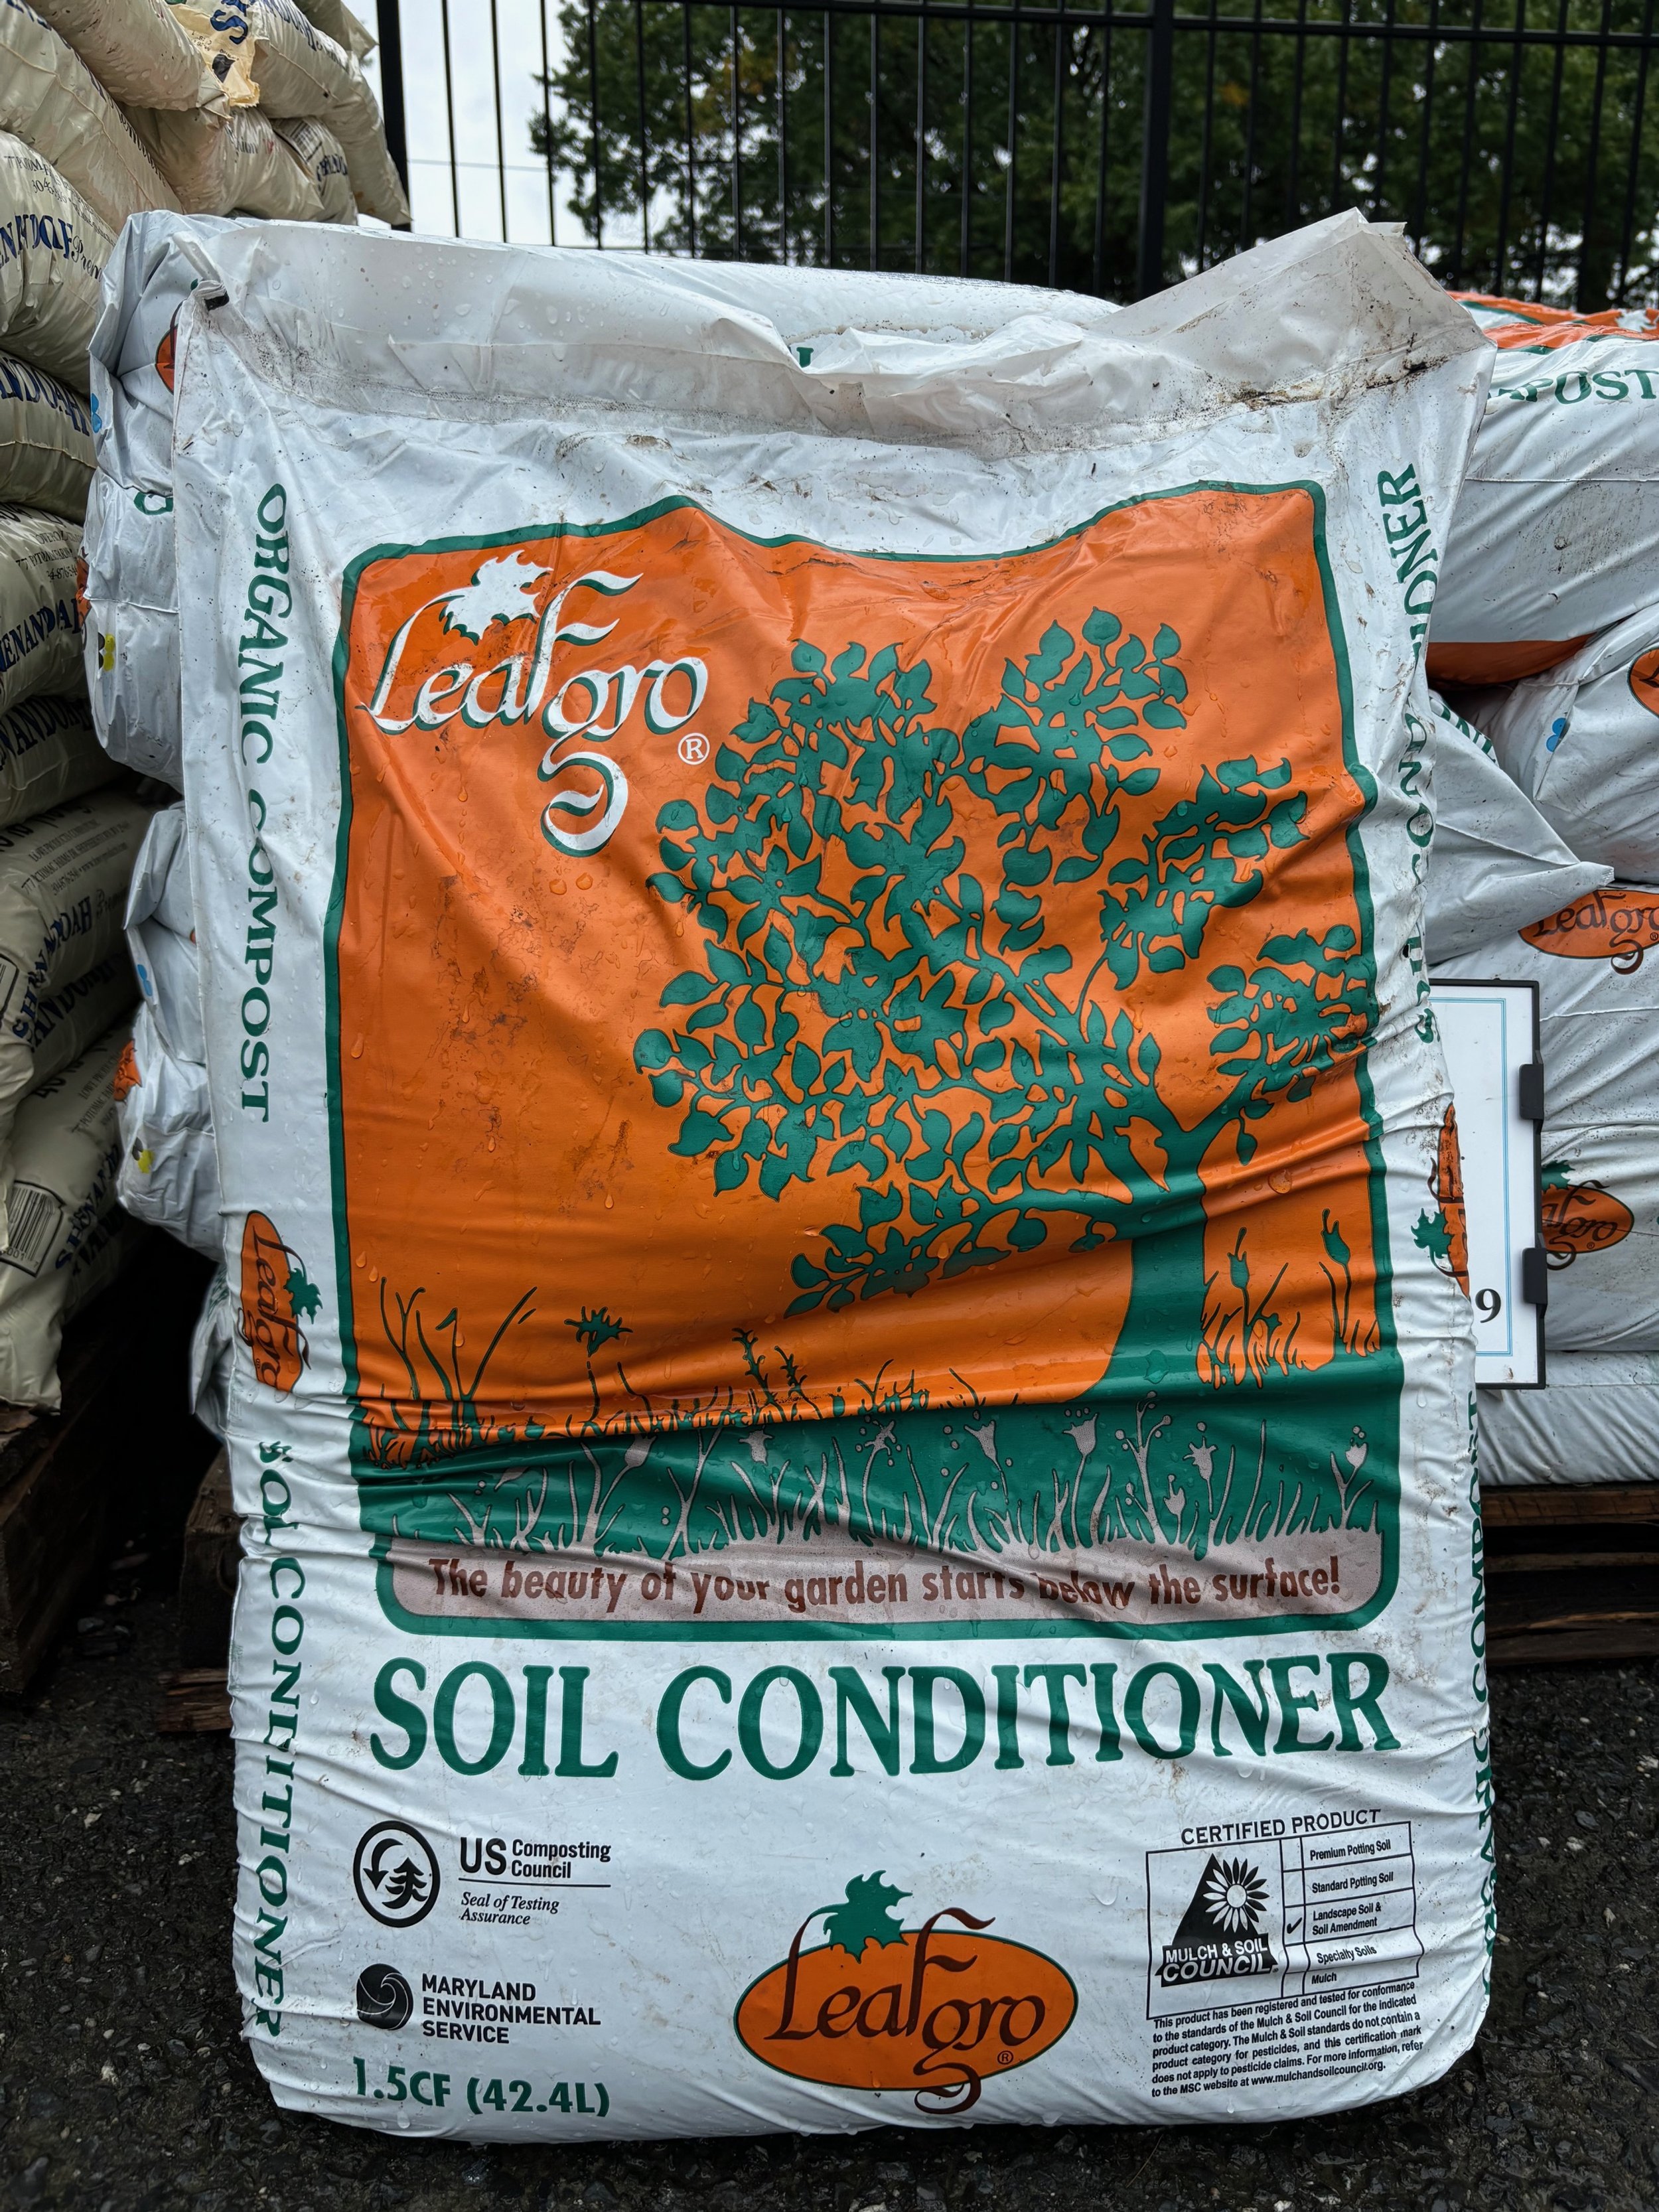 Leafgro
®
ORGANIC COMPOST
Leafgro
SOIL CONDITIONER
The beauty of your garden starts below the surface!
SOIL CONDITIONER
US Composting
Council
Seal of Testing
Assurance
MARYLAND
ENVIRONMENTAL
SERVICE
1.5CF (42.4L)
Leafgro
®
CERTIFIED PRODUCT
MULCH & SOIL
COUNCIL
Premium Potting Soil
Standard Potting Soil
✓ Landscape Soil &
Soil Amendment
Specialty Soils
Mulch
This product has been registered and tested for conformance
to the standards of the Mulch & Soil Council for the indicated
product category. The Mulch & Soil standards do not contain a
product category for pesticides, and this certification mark
does not apply to pesticide claims. For more information, refer
to the MSC website at www.mulchandsoilcouncil.org.
Leafgro
Leafgro
9
SHENANDOAH